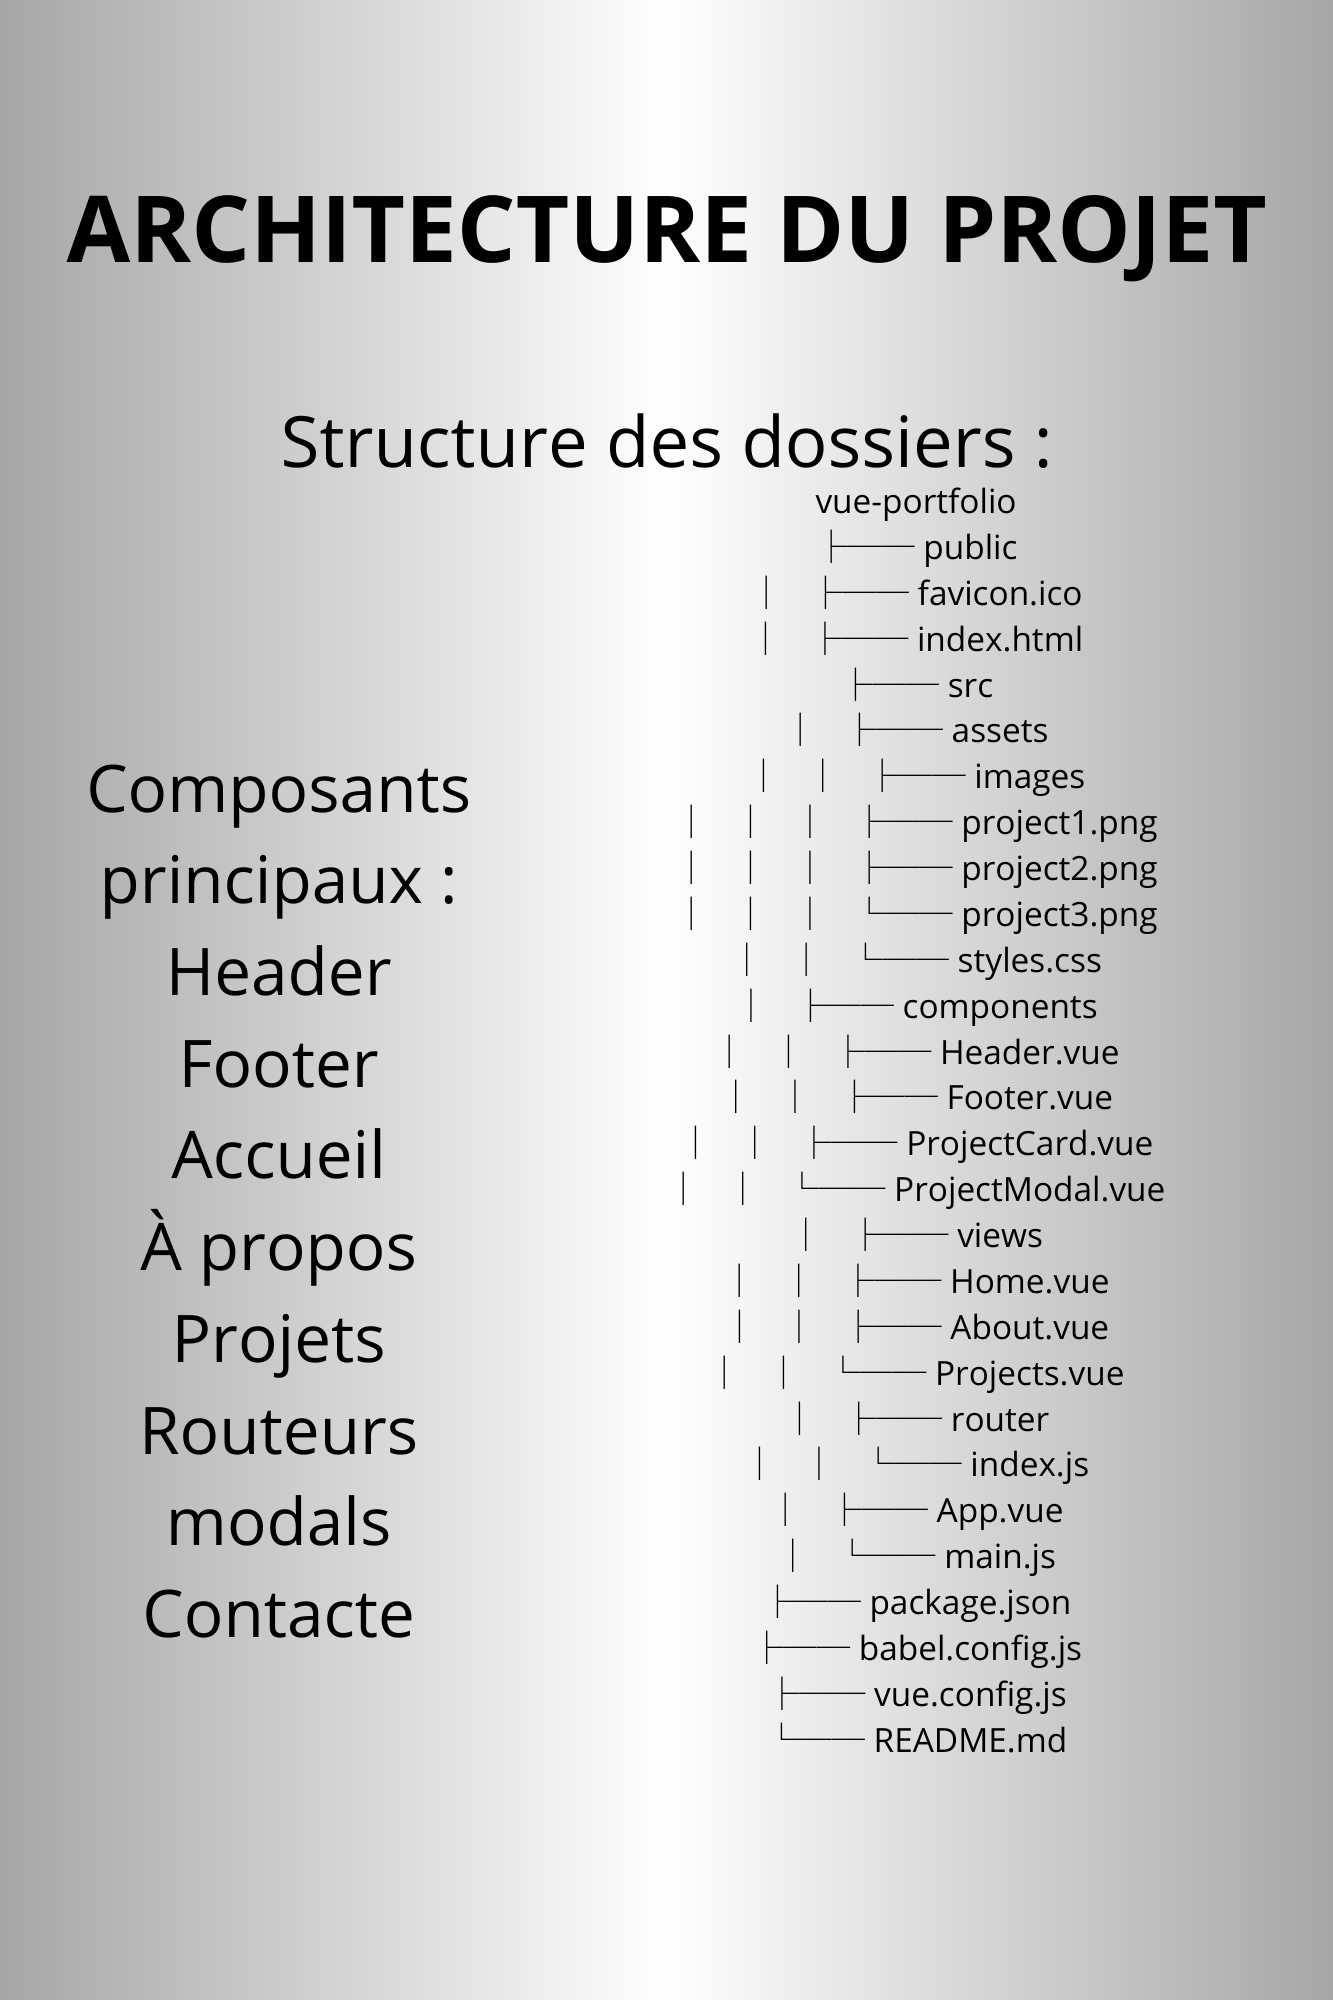 ARCHITECTURE DU PROJET
Structure des dossiers :
Composants
principaux :
Header
Footer
Accueil
À propos
Projets
Routeurs
modals
Contacte
vue-portfolio
├── public
│ ├── favicon.ico
│ ├── index.html
├── src
│ ├── assets
│ │ ├── images
│ │ │ ├── project1.png
│ │ │ ├── project2.png
│ │ │ └── project3.png
│ │ └── styles.css
│ ├── components
│ │ ├── Header.vue
│ │ ├── Footer.vue
│ │ ├── ProjectCard.vue
│ │ └── ProjectModal.vue
│ ├── views
│ │ ├── Home.vue
│ │ ├── About.vue
│ │ └── Projects.vue
│ ├── router
│ │ └── index.js
│ ├── App.vue
│ └── main.js
├── package.json
├── babel.config.js
├── vue.config.js
└── README.md